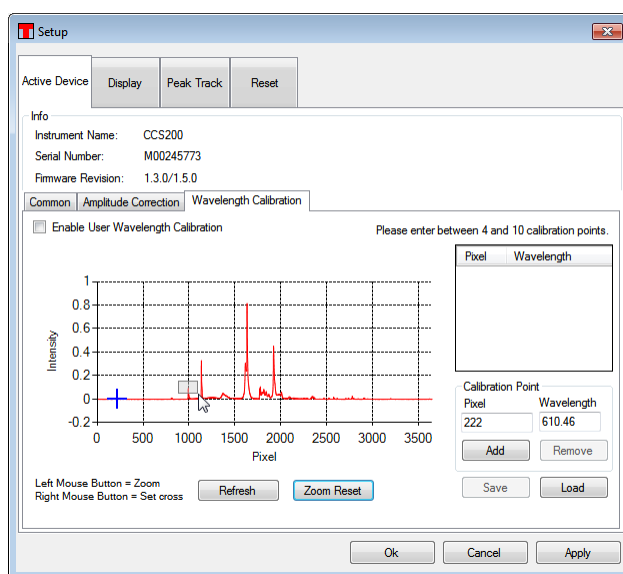 Setup
Active Device Display Peak Track Reset
Info
Instrument Name: CCS200
Serial Number: M00245773
Firmware Revision: 1.3.0/1.5.0
Common Amplitude Correction Wavelength Calibration
Enable User Wavelength Calibration
Please enter between 4 and 10 calibration points.
Pixel Wavelength
1
0.8
0.6
0.4
0.2
0
-0.2
Intensity
0 500 1000 1500 2000 2500 3000 3500
Pixel
Calibration Point
Pixel Wavelength
222 610.46
Add Remove
Left Mouse Button = Zoom
Right Mouse Button = Set cross
Refresh Zoom Reset
Save Load
Ok Cancel Apply